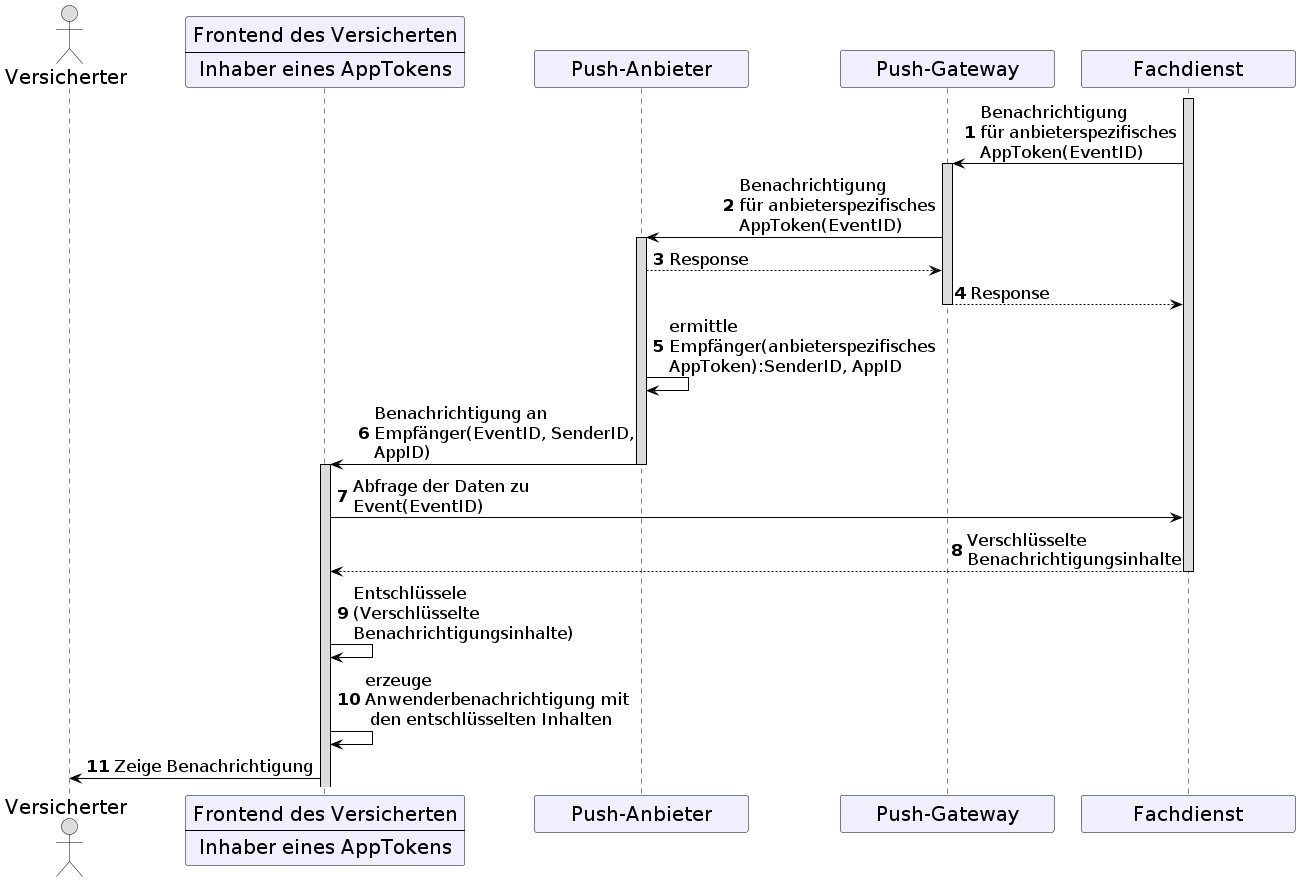 Versicherter
Frontend des Versicherten
Inhaber eines AppTokens
Push-Anbieter
Push-Gateway
Fachdienst
Benachrichtigung
1 für anbieterspezifisches
AppToken(EventID)
Benachrichtigung
2 für anbieterspezifisches
AppToken(EventID)
3 Response
4 Response
ermittle
5 Empfänger(anbieterspezifisches
AppToken):SenderID, AppID
Benachrichtigung an
6 Empfänger(EventID, SenderID,
AppID)
7 Abfrage der Daten zu
Event(EventID)
8 Verschlüsselte
Benachrichtigungsinhalte
Entschlüssele
9 (Verschlüsselte
Benachrichtigungsinhalte)
erzeuge
10 Anwenderbenachrichtigung mit
den entschlüsselten Inhalten
11 Zeige Benachrichtigung
Versicherter
Frontend des Versicherten
Inhaber eines AppTokens
Push-Anbieter
Push-Gateway
Fachdienst